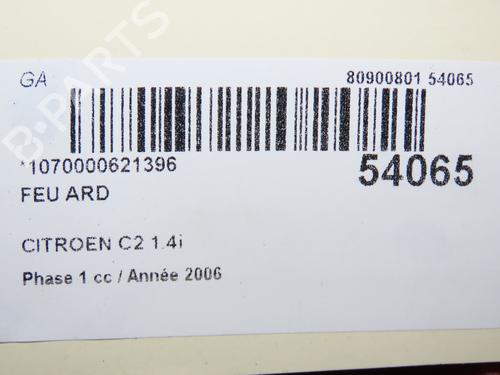 GA
80900801 54065
*1070000621396
54065
FEU ARD
CITROEN C2 1.4i
Phase 1 cc / Année 2006
B-PARTS